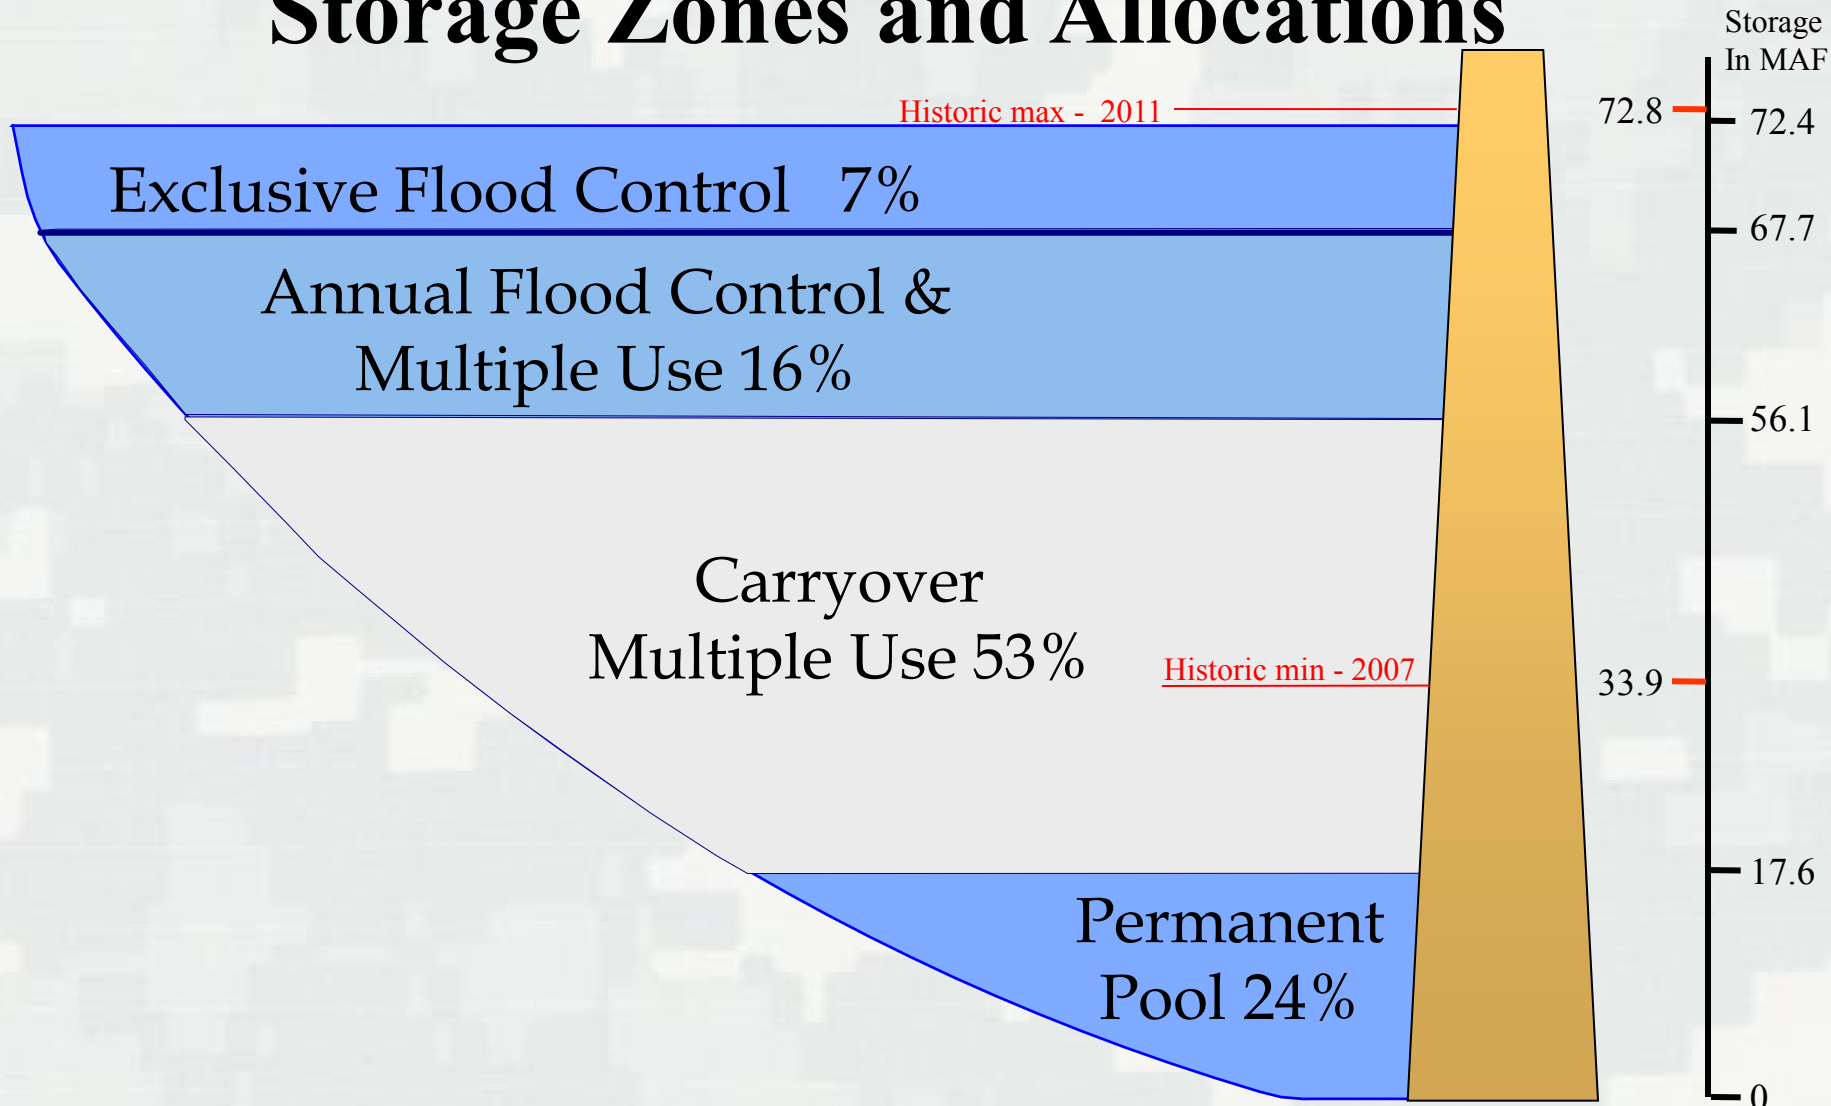 Storage Zones and Allocations
Storage
In MAF
Historic max - 2011
72.8
72.4
Exclusive Flood Control 7%
67.7
Annual Flood Control &
Multiple Use 16%
56.1
Carryover
Multiple Use 53%
Historic min - 2007
33.9
17.6
Permanent
Pool 24%
0